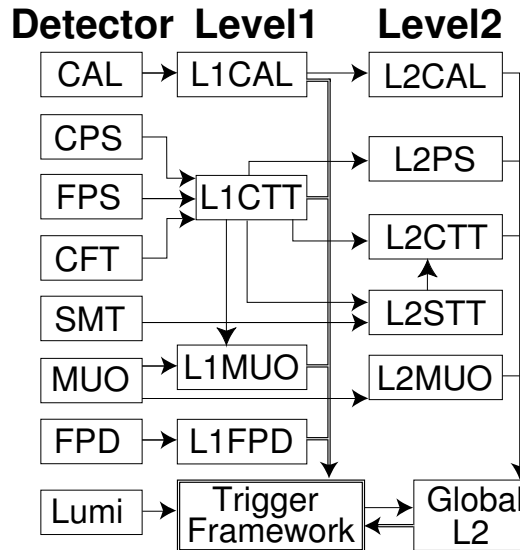 Detector Level1 Level2
CAL L1CAL L2CAL
CPS
L2PS
FPS L1CTT
L2CTT
CFT
SMT L2STT
MUO L1MUO L2MUO
FPD L1FPD
Lumi
Trigger
Framework
Global
L2